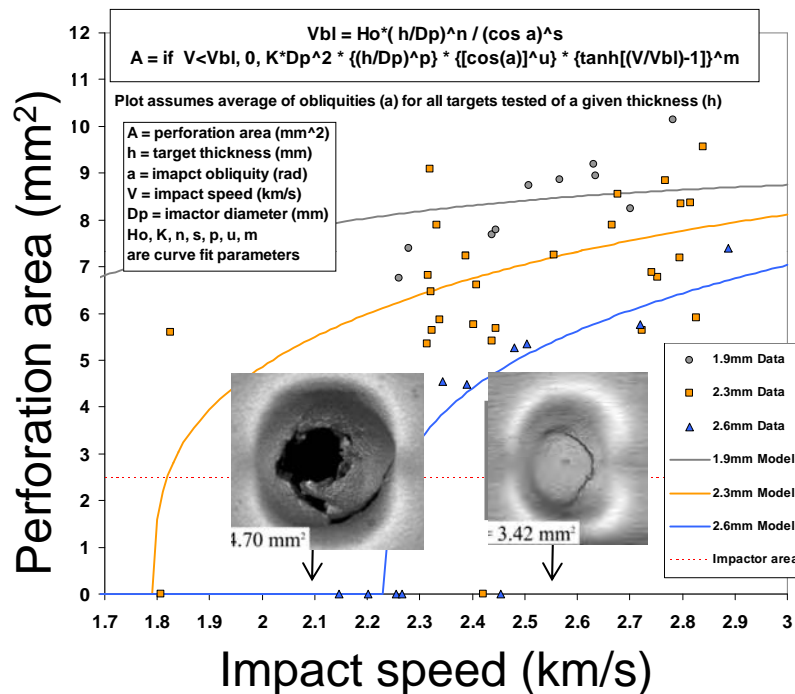 Vbl = Ho*( h/Dp)^n / (cos a)^s
A = if V<Vbl, 0, K*Dp^2 * {(h/Dp)^p} * {[cos(a)]^u} * {tanh[(V/Vbl)-1]}^m
Plot assumes average of obliquities (a) for all targets tested of a given thickness (h)
A = perforation area (mm^2)
h = target thickness (mm)
a = imapct obliquity (rad)
V = impact speed (km/s)
Dp = imactor diameter (mm)
Ho, K, n, s, p, u, m
are curve fit parameters
Perforation area (mm²)
12
11
10
9
8
7
6
5
4
3
2
1
0
1.9mm Data
2.3mm Data
2.6mm Data
1.9mm Model
2.3mm Model
2.6mm Model
Impactor area
4.70 mm²
= 3.42 mm²
1.7 1.8 1.9 2 2.1 2.2 2.3 2.4 2.5 2.6 2.7 2.8 2.9 3
Impact speed (km/s)